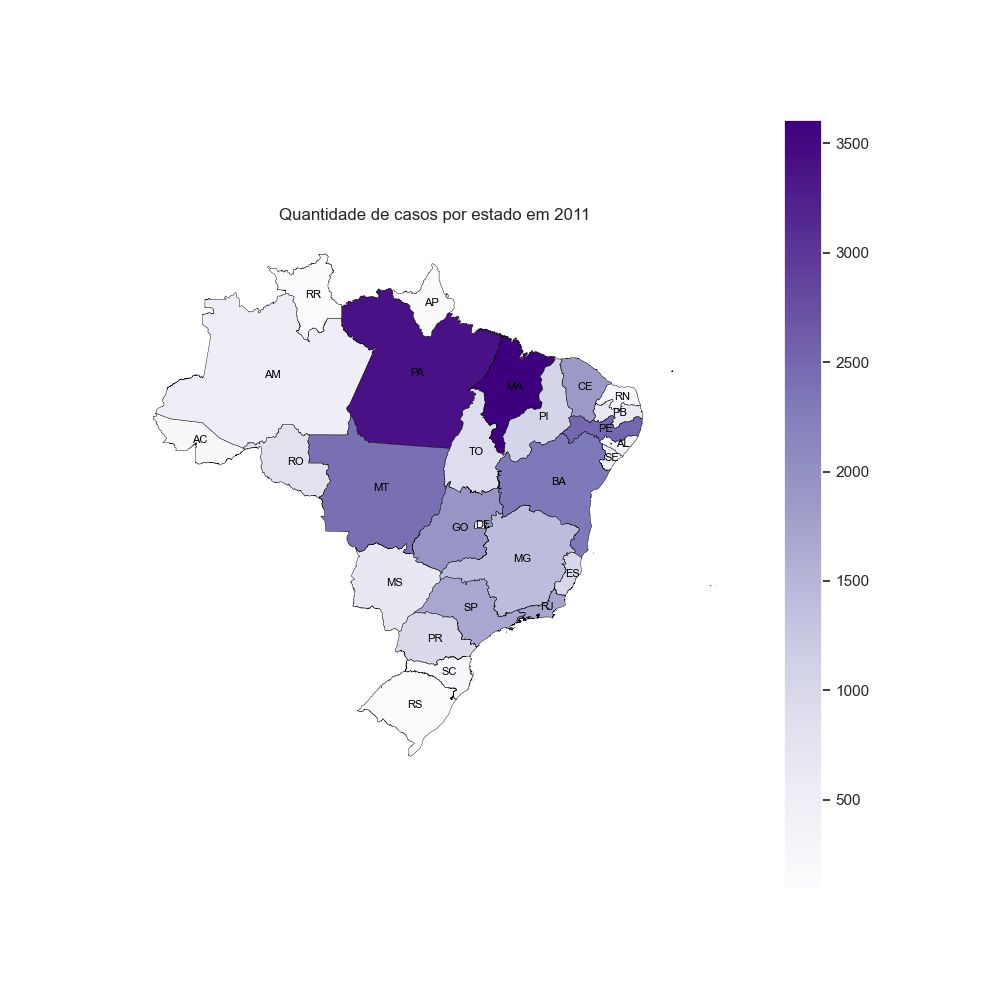 Quantidade de casos por estado em 2011
RR
AP
AM
PA
MA
CE
RN
PI
PB
PE
AC
AL
TO
SE
RO
BA
MT
GO
DF
MG
ES
MS
SP
RJ
PR
SC
RS
3500
3000
2500
2000
1500
1000
500